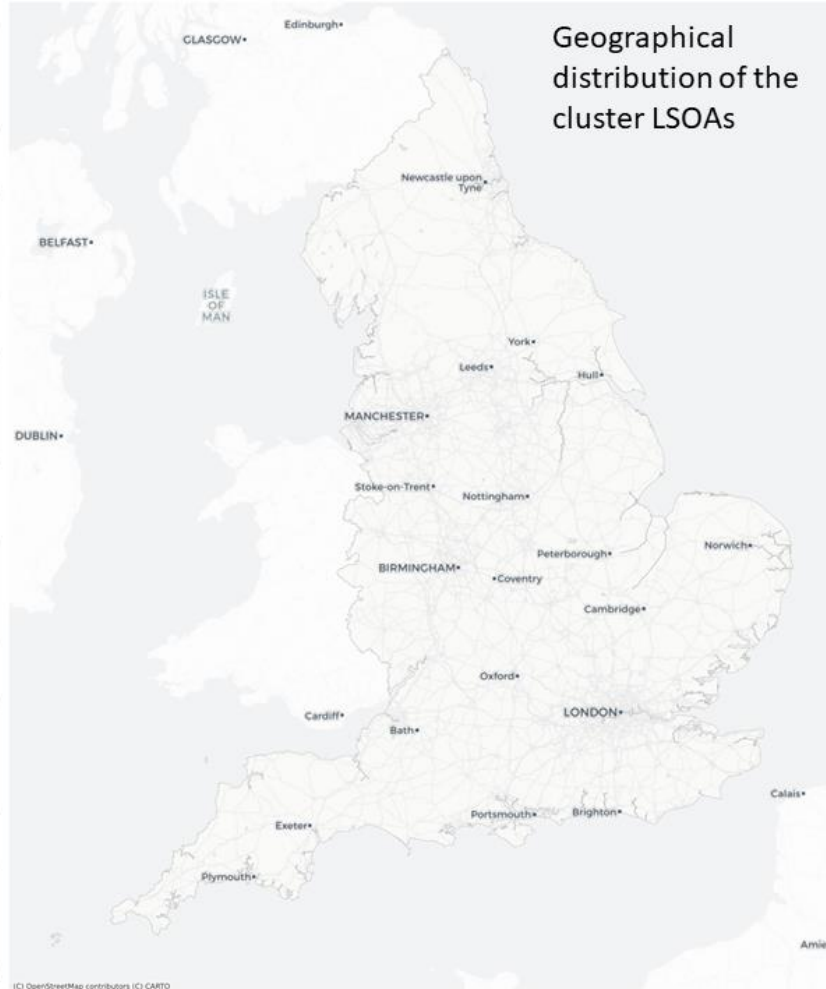 Geographical
distribution of the
cluster LSOAs
Edinburgh
GLASGOW
Newcastle upon
Tyne
BELFAST
ISLE
OF
MAN
York
Leeds
Hull
MANCHESTER
DUBLIN
Stoke-on-Trent
Nottingham
Norwich
Peterborough
BIRMINGHAM
Coventry
Cambridge
Oxford
LONDON
Cardiff
Bath
Calais
Portsmouth
Brighton
Exeter
Plymouth
Amie
(C) OpenStreetMap contributors (C) CARTO